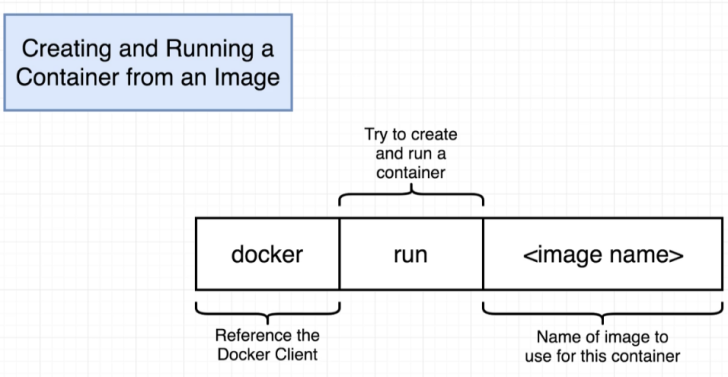 Creating and Running a
Container from an Image
Try to create
and run a
container
docker
run
<image name>
Reference the
Docker Client
Name of image to
use for this container